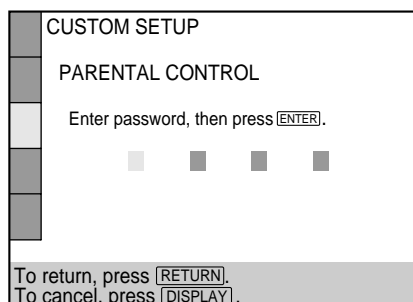 CUSTOM SETUP
PARENTAL CONTROL
Enter password, then press ENTER.
To return, press RETURN.
To cancel, press DISPLAY.